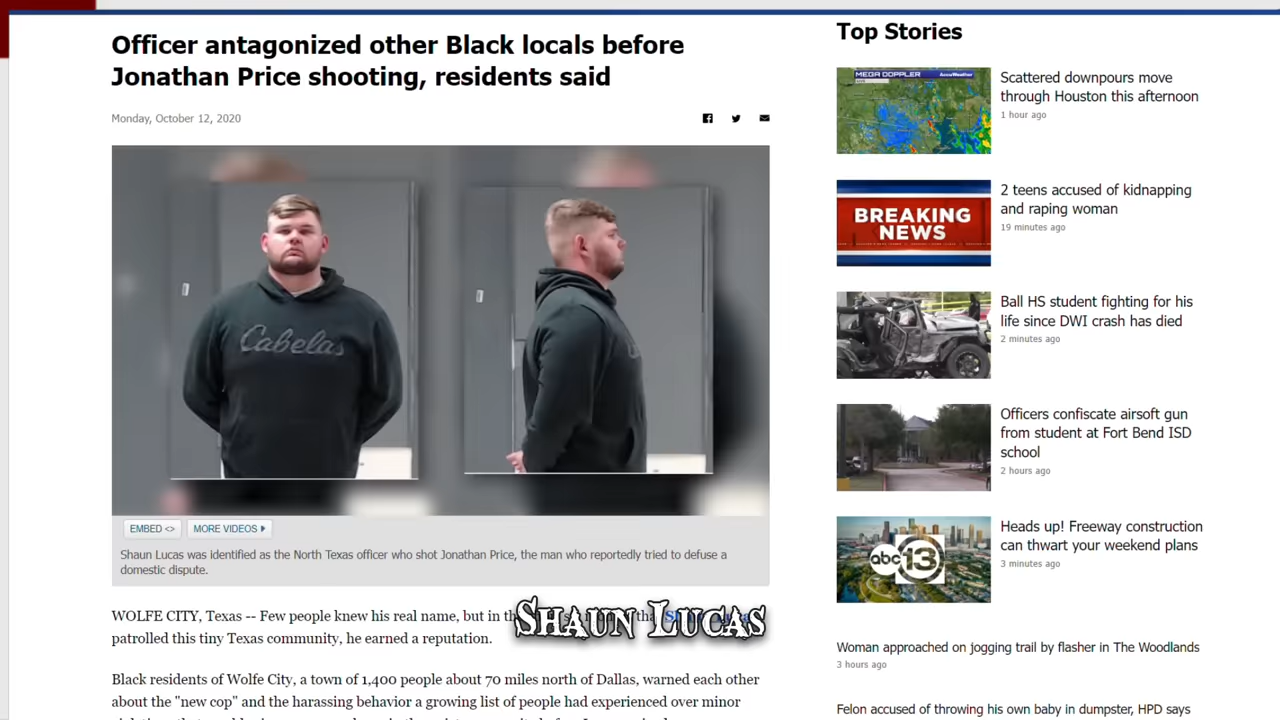 Officer antagonized other Black locals before
Jonathan Price shooting, residents said
Monday, October 12, 2020
Cabelas
EMBED <>
MORE VIDEOS
Shaun Lucas was identified as the North Texas officer who shot Jonathan Price, the man who reportedly tried to defuse a
domestic dispute.
WOLFE CITY, Texas -- Few people knew his real name, but in
patrolled this tiny Texas community, he earned a reputation.
SHAUN LUCAS
Black residents of Wolfe City, a town of 1,400 people about 70 miles north of Dallas, warned each other
about the "new cop" and the harassing behavior a growing list of people had experienced over minor
Top Stories
MEGA DOPPLER
AccuWeather
Scattered downpours move
through Houston this afternoon
1 hour ago
BREAKING
NEWS
2 teens accused of kidnapping
and raping woman
19 minutes ago
Ball HS student fighting for his
life since DWI crash has died
2 minutes ago
Officers confiscate airsoft gun
from student at Fort Bend ISD
school
2 hours ago
abc 13
Heads up! Freeway construction
can thwart your weekend plans
3 minutes ago
Woman approached on jogging trail by flasher in The Woodlands
3 hours ago
Felon accused of throwing his own baby in dumpster, HPD says